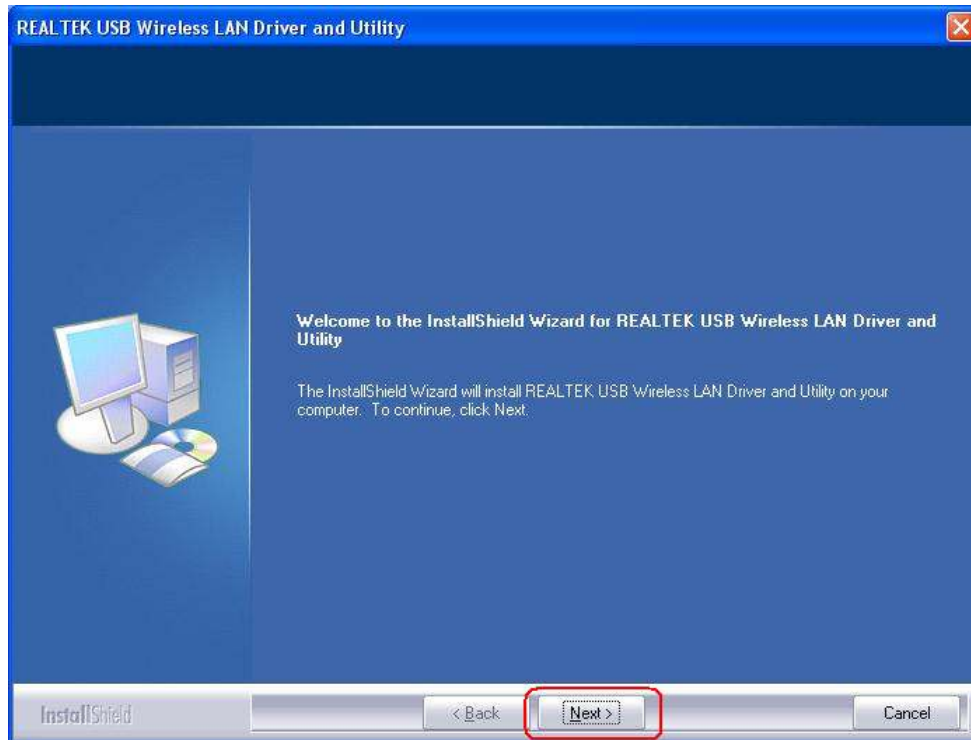 REALTEK USB Wireless LAN Driver and Utility
Welcome to the InstallShield Wizard for REALTEK USB Wireless LAN Driver and
Utility
The InstallShield Wizard will install REALTEK USB Wireless LAN Driver and Utility on your
computer. To continue, click Next.
InstallShield
< Back
Next >
Cancel